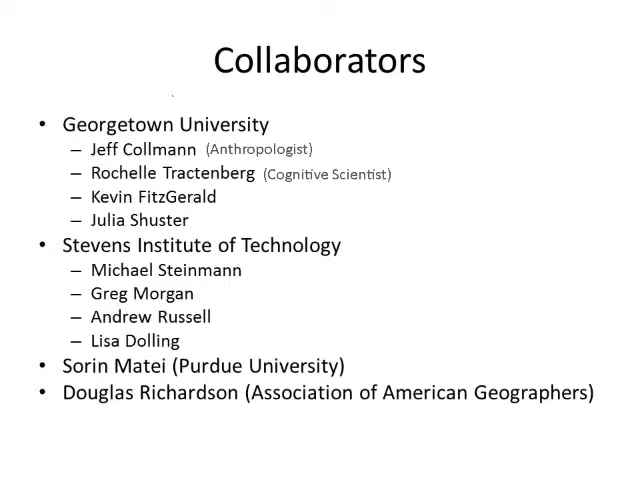 Collaborators
• Georgetown University
– Jeff Collmann (Anthropologist)
– Rochelle Tractenberg (Cognitive Scientist)
– Kevin FitzGerald
– Julia Shuster
• Stevens Institute of Technology
– Michael Steinmann
– Greg Morgan
– Andrew Russell
– Lisa Dolling
• Sorin Matei (Purdue University)
• Douglas Richardson (Association of American Geographers)